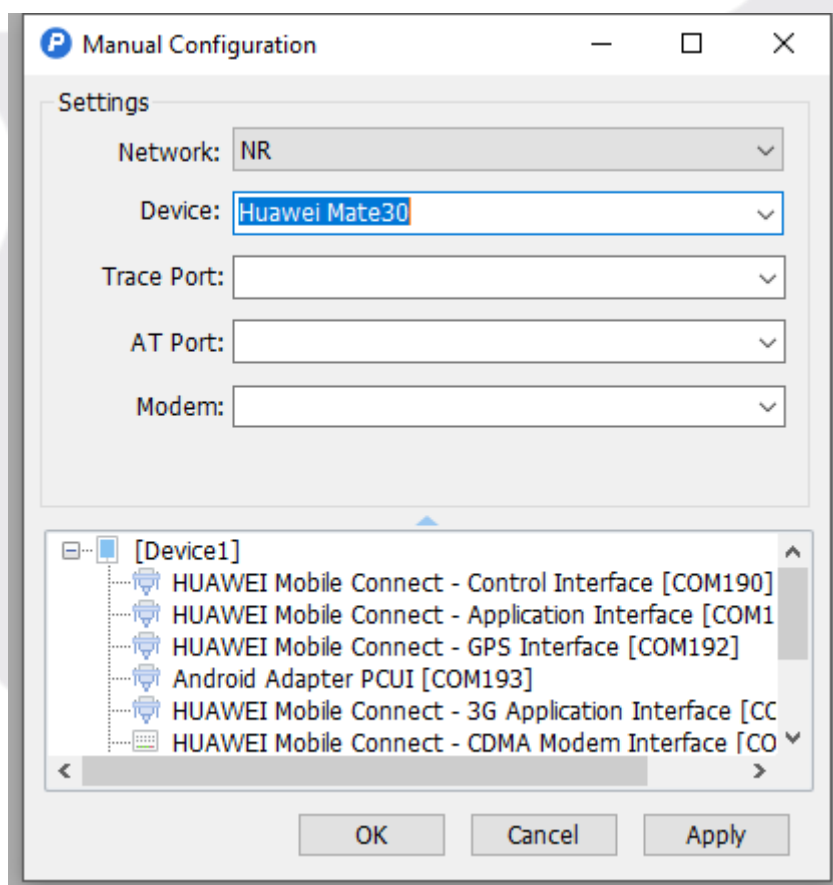 Manual Configuration
Settings
Network: NR
Device: Huawei Mate30
Trace Port:
AT Port:
Modem:
[Device1]
HUAWEI Mobile Connect - Control Interface [COM190]
HUAWEI Mobile Connect - Application Interface [COM1
HUAWEI Mobile Connect - GPS Interface [COM192]
Android Adapter PCUI [COM193]
HUAWEI Mobile Connect - 3G Application Interface [CC
HUAWEI Mobile Connect - CDMA Modem Interface [CO
OK Cancel Apply